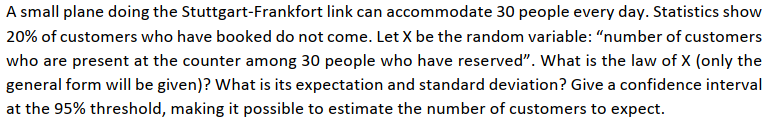 A small plane doing the Stuttgart-Frankfort link can accommodate 30 people every day. Statistics show
20% of customers who have booked do not come. Let X be the random variable: “number of customers
who are present at the counter among 30 people who have reserved”. What is the law of X (only the
general form will be given)? What is its expectation and standard deviation? Give a confidence interval
at the 95% threshold, making it possible to estimate the number of customers to expect.